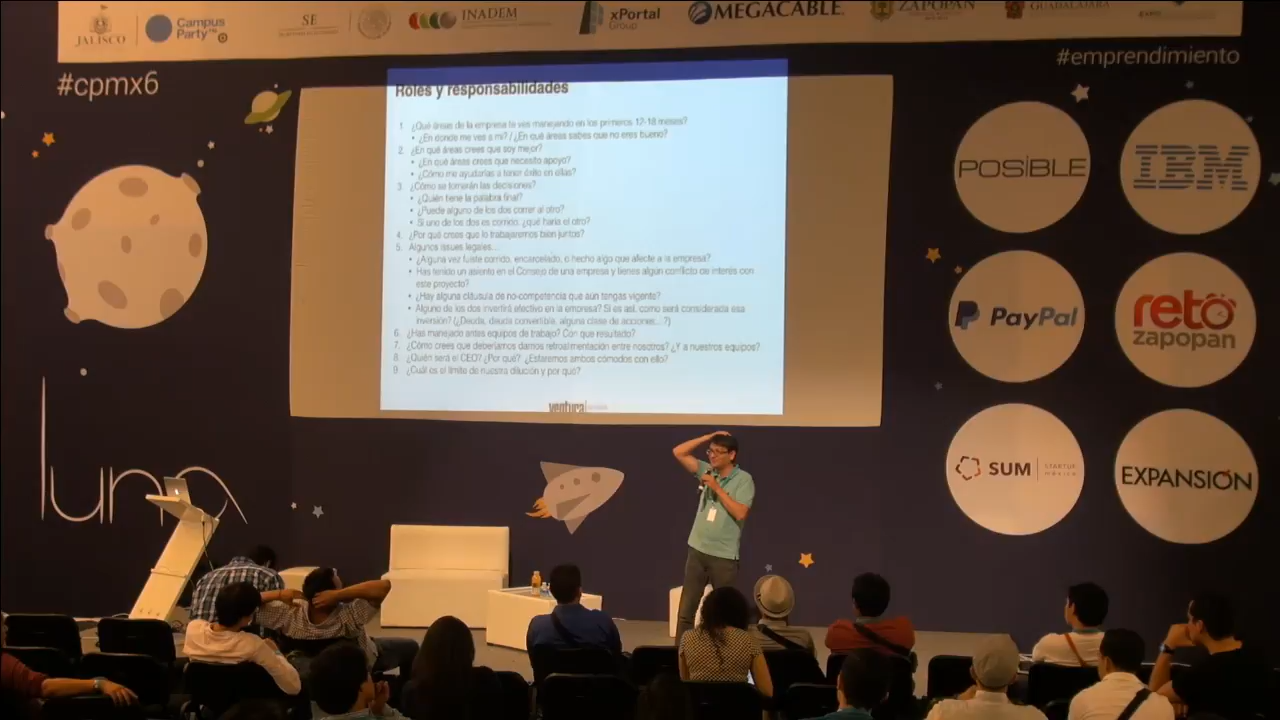 JALISCO
Campus
Party
SE
INADEM
xPortal
Group
MEGACABLE
ZAPOPAN
GUADALAJARA
#cpmx6
#emprendimiento
Roles y responsabilidades
1. ¿Qué áreas de la empresa te ves manejando en los primeros 12-18 meses?
• ¿En donde me ves a mi? / ¿En qué áreas sabes que no eres bueno?
2. ¿En qué áreas crees que soy mejor?
• ¿En qué áreas crees que necesito apoyo?
• ¿Cómo me ayudarías a tener éxito en ellas?
3. ¿Cómo se tomarán las decisiones?
• ¿Quién tiene la palabra final?
• ¿Puede alguno de los dos correr al otro?
• Si uno de los dos es corrido, ¿qué haría el otro?
4. ¿Por qué crees que lo trabajaremos bien juntos?
5. Algunos issues legales...
• ¿Alguna vez fuiste corrido, encarcelado, o hecho algo que afecte a la empresa?
• Has tenido un asiento en el Consejo de una empresa y tienes algún conflicto de interés con
este proyecto?
• ¿Hay alguna cláusula de no-competencia que aún tengas vigente?
• Alguno de los dos invertirá efectivo en la empresa? Si es así, como será considerada esa
inversión? (¿Deuda, deuda convertible, alguna clase de acciones...?)
6. ¿Has manejado antes equipos de trabajo? Con que resultado?
7. ¿Cómo crees que deberíamos darnos retroalimentación entre nosotros? ¿Y a nuestros equipos?
8. ¿Quién será el CEO? ¿Por qué? ¿Estaremos ambos cómodos con ello?
9. ¿Cuál es el límite de nuestra dilución y por qué?
ventura
POSIBLE
IBM
PayPal
reto
zapopan
SUM
STARTUP
MÉXICO
EXPANSIÓN
luna